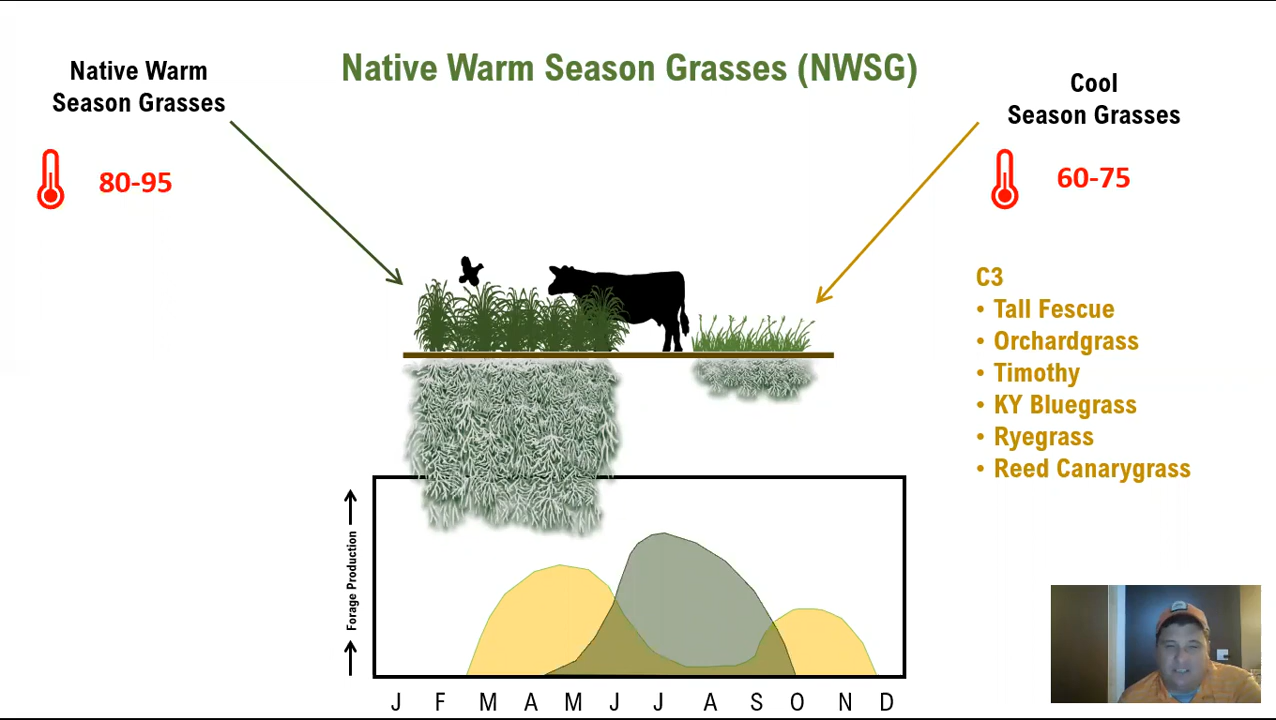 Native Warm Season Grasses (NWSG)
Native Warm
Season Grasses
80-95
Cool
Season Grasses
60-75
C3
• Tall Fescue
• Orchardgrass
• Timothy
• KY Bluegrass
• Ryegrass
• Reed Canarygrass
Forage Production
J F M A M J J A S O N D